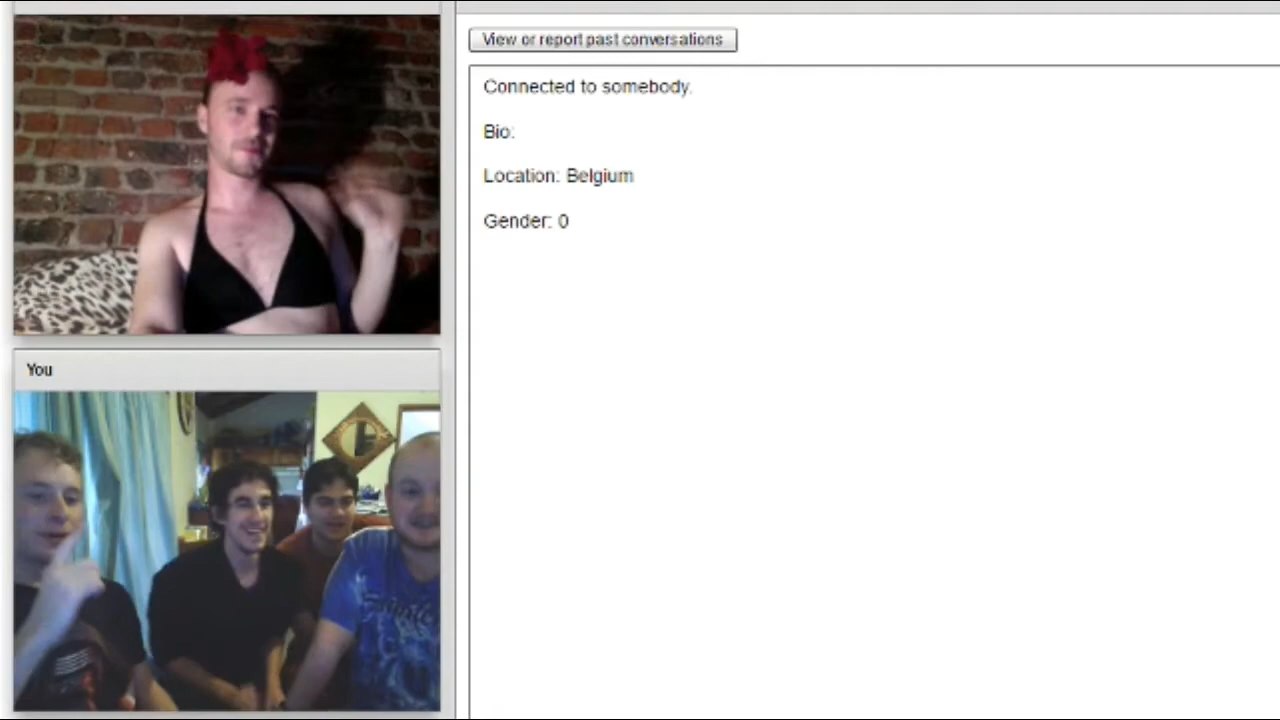 View or report past conversations
Connected to somebody.
Bio:
Location: Belgium
Gender: 0
You